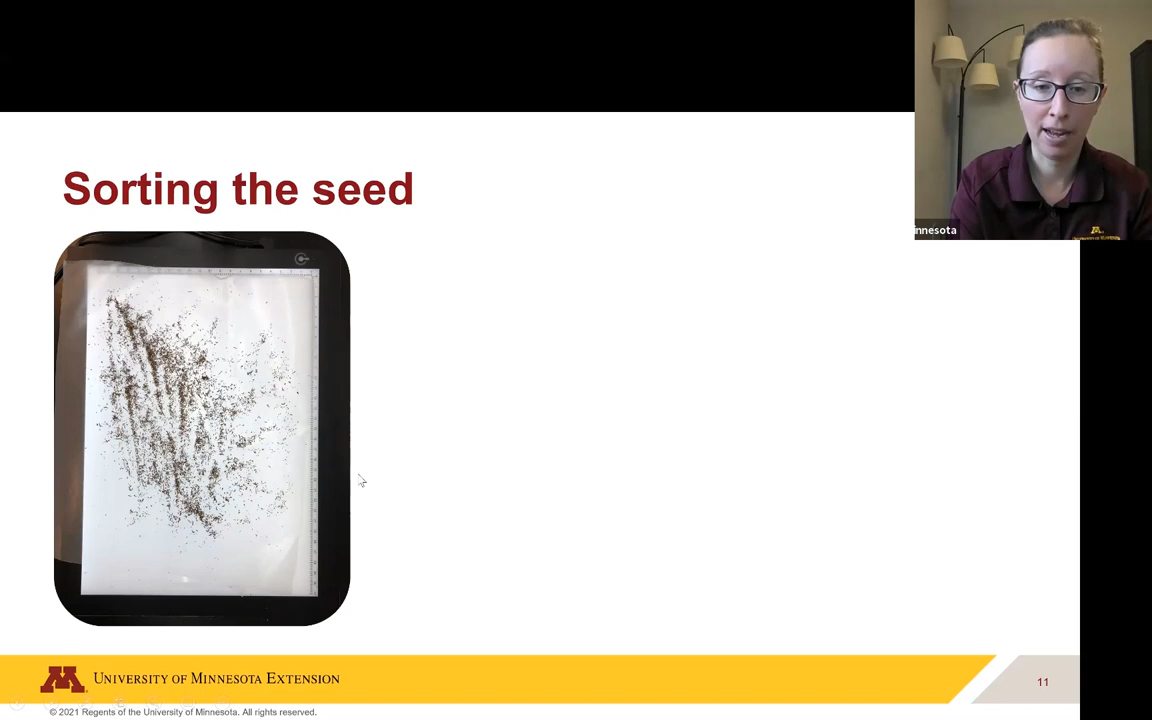 innesota
Sorting the seed
UNIVERSITY OF MINNESOTA EXTENSION
11
© 2021 Regents of the University of Minnesota. All rights reserved.